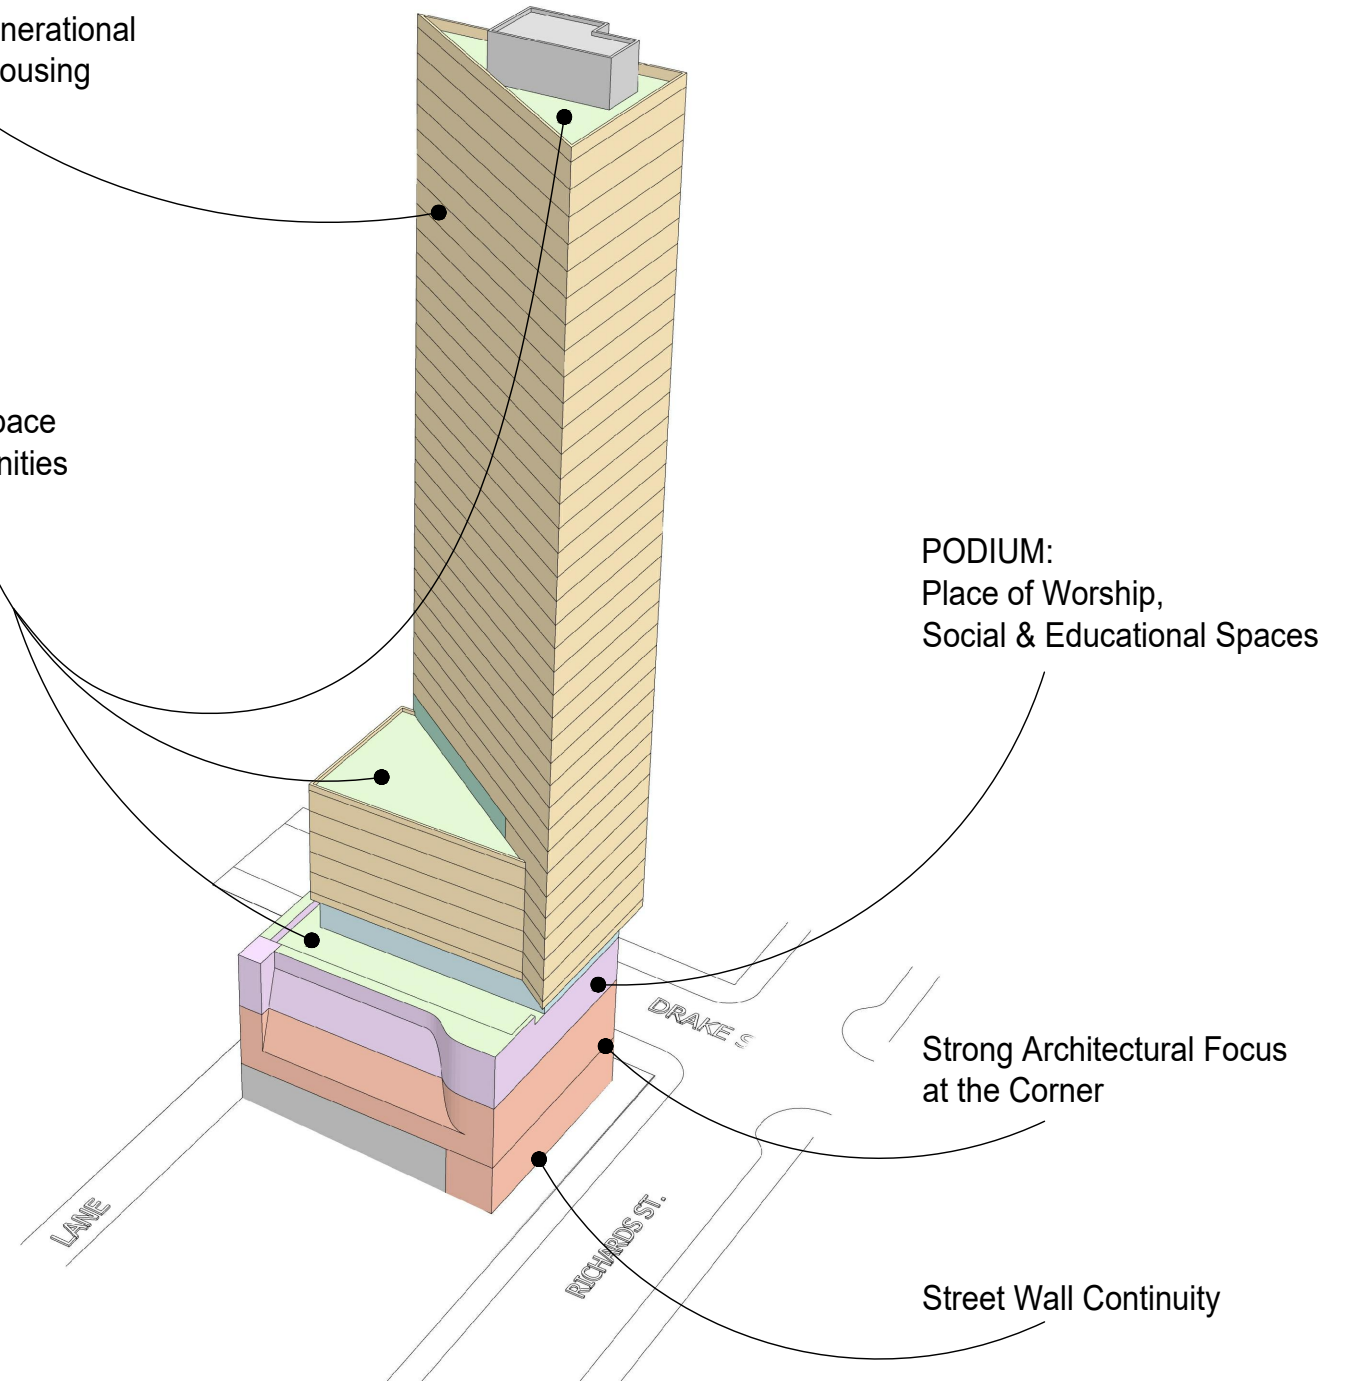 nerational
ousing
pace
nities
PODIUM:
Place of Worship,
Social & Educational Spaces
DRAKE S
Strong Architectural Focus
at the Corner
LANE
RICHARDS ST.
Street Wall Continuity